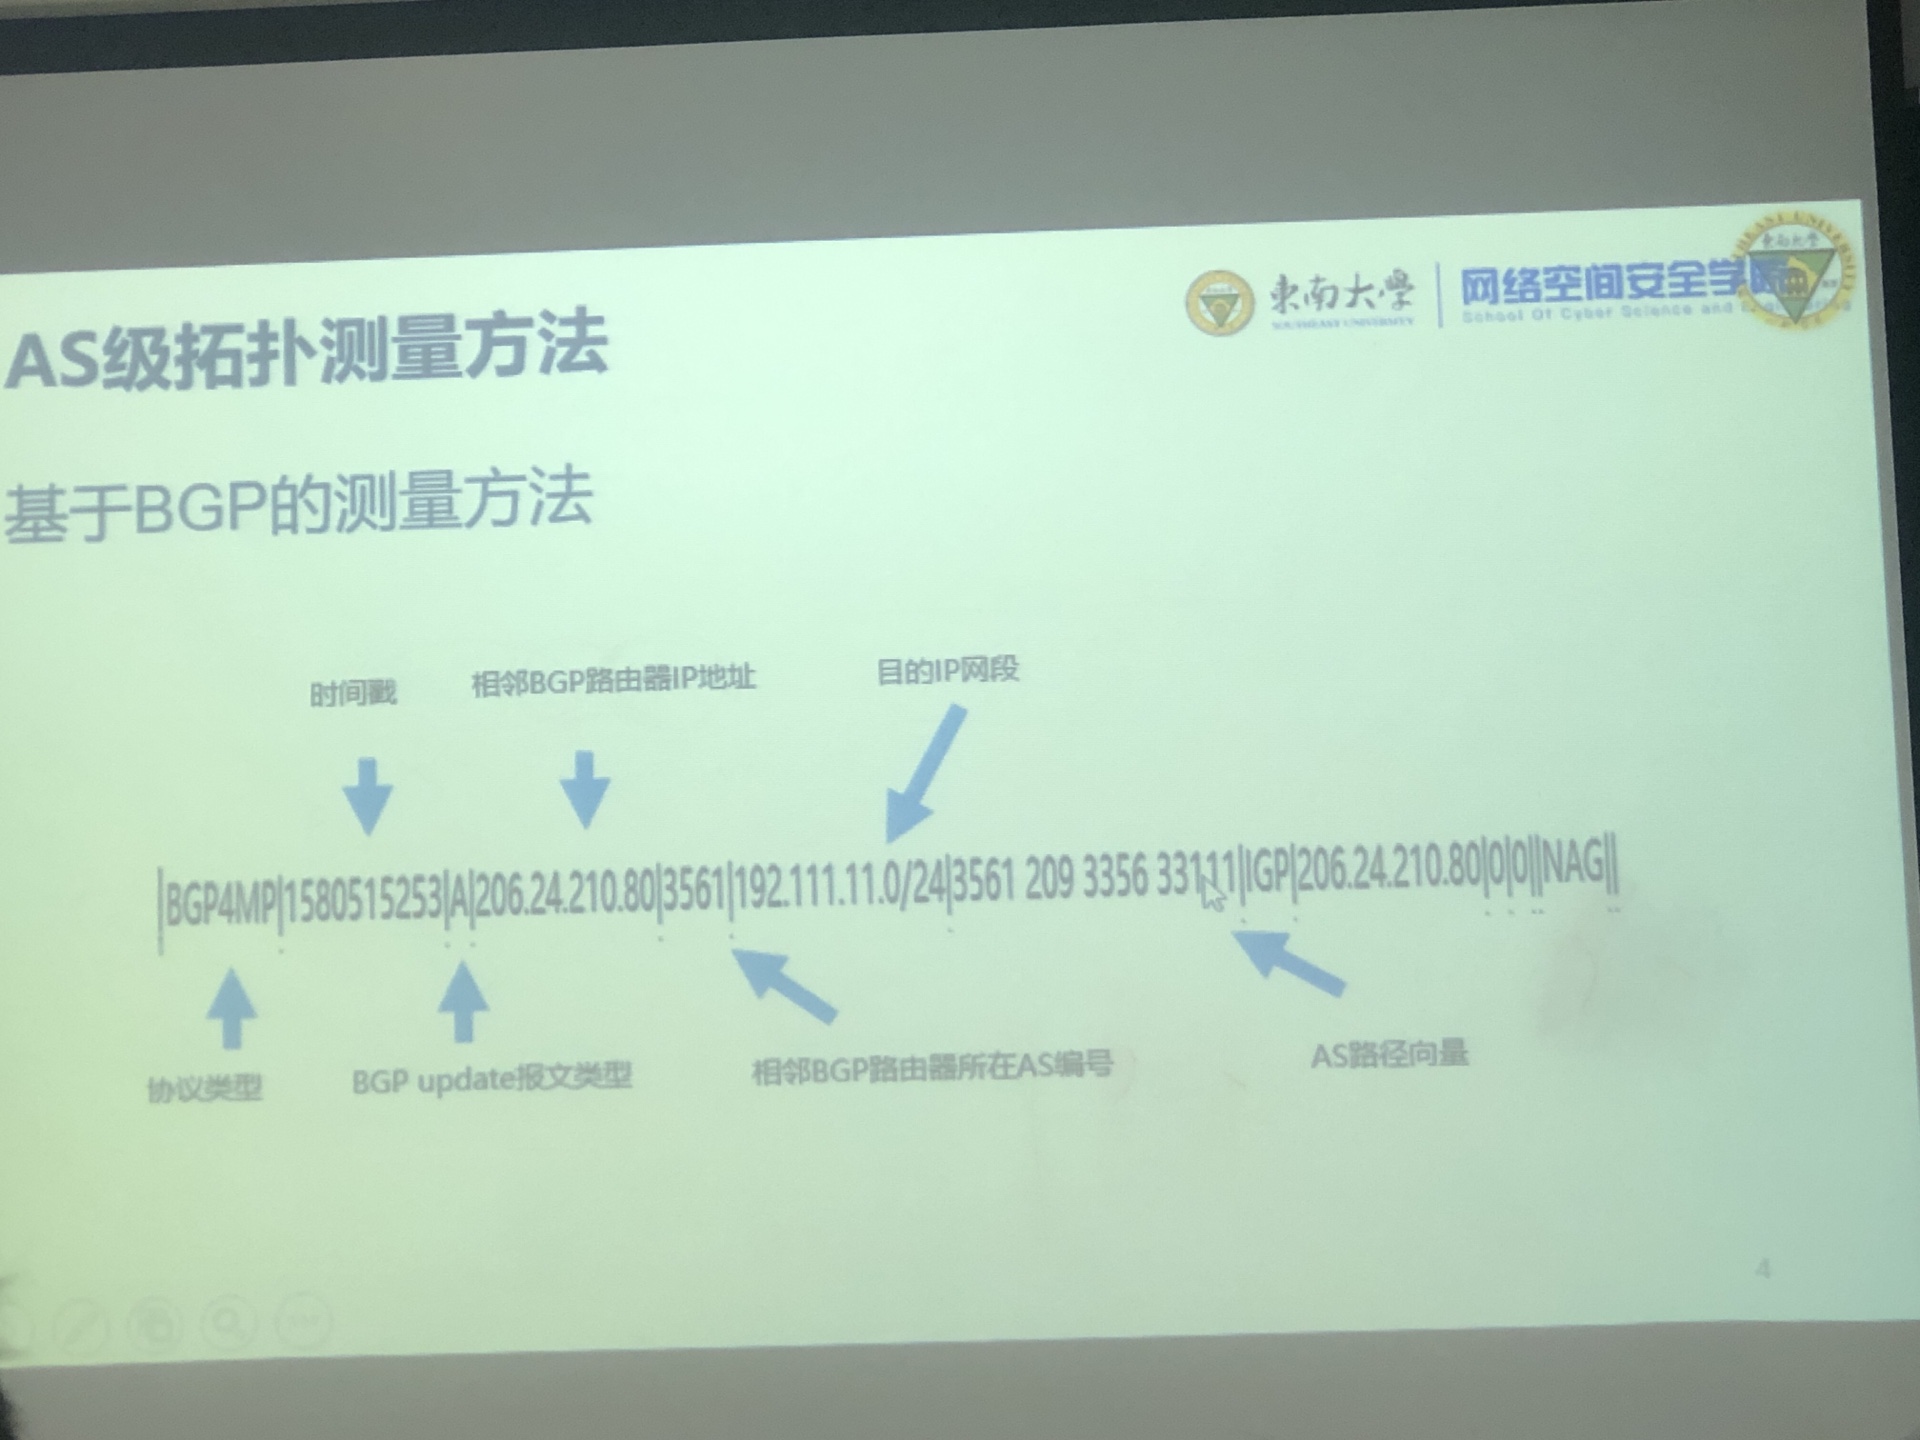 東南大學
SOUTHEAST UNIVERSITY
网络空间安全学院
School Of Cyber Science and
AS级拓扑测量方法
基于BGP的测量方法
时间戳
相邻BGP路由器IP地址
目的IP网段
|BGP4MP|1580515253|A|206.24.210.80|3561|192.111.11.0/24|3561 209 3356 33111|IGP|206.24.210.80|0|0||NAG||
协议类型
BGP update报文类型
相邻BGP路由器所在AS编号
AS路径向量
4